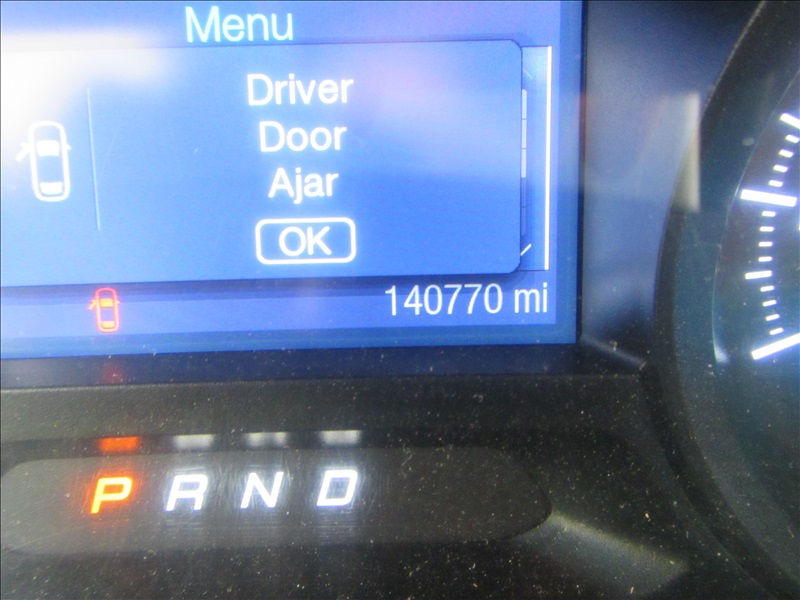 Menu
Driver
Door
Ajar
OK
140770 mi
P R N D